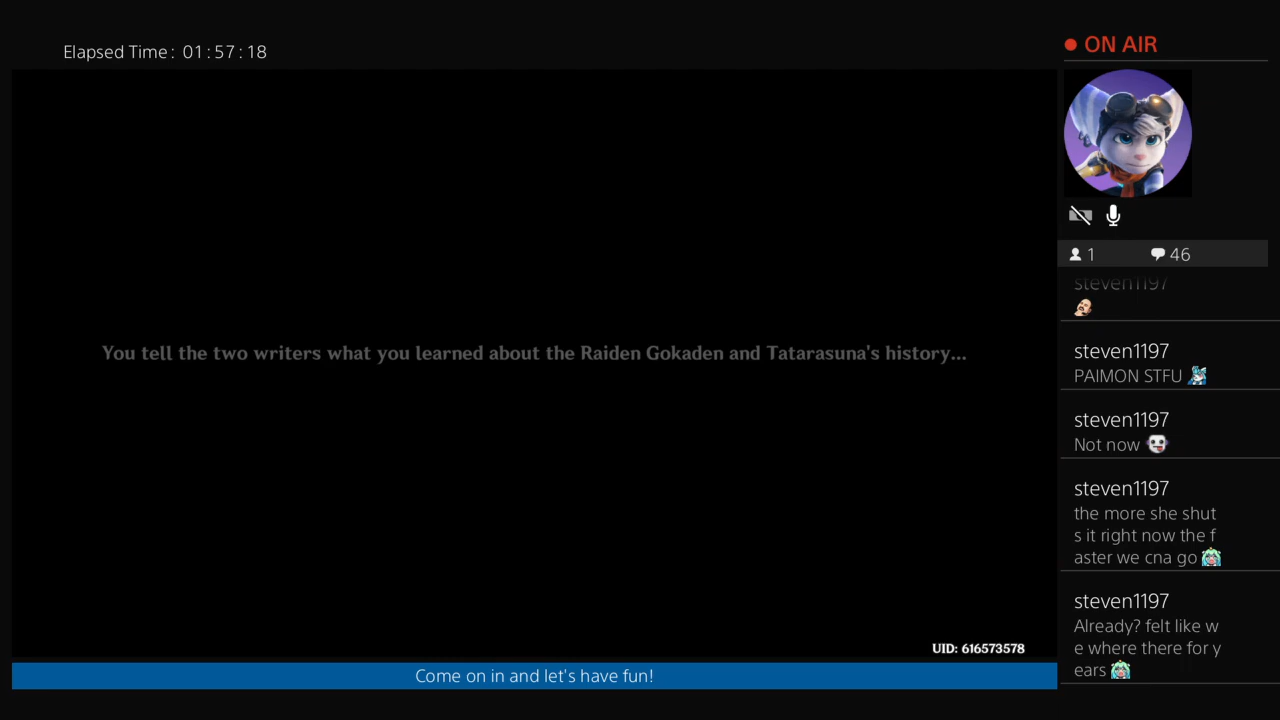 Elapsed Time: 01:57:18
ON AIR
1
46
steven1197
You tell the two writers what you learned about the Raiden Gokaden and Tatarasuna's history...
steven1197
PAIMON STFU
steven1197
Not now
steven1197
the more she shut
s it right now the f
aster we cna go
steven1197
Already? felt like w
e where there for y
ears
UID: 616573578
Come on in and let's have fun!